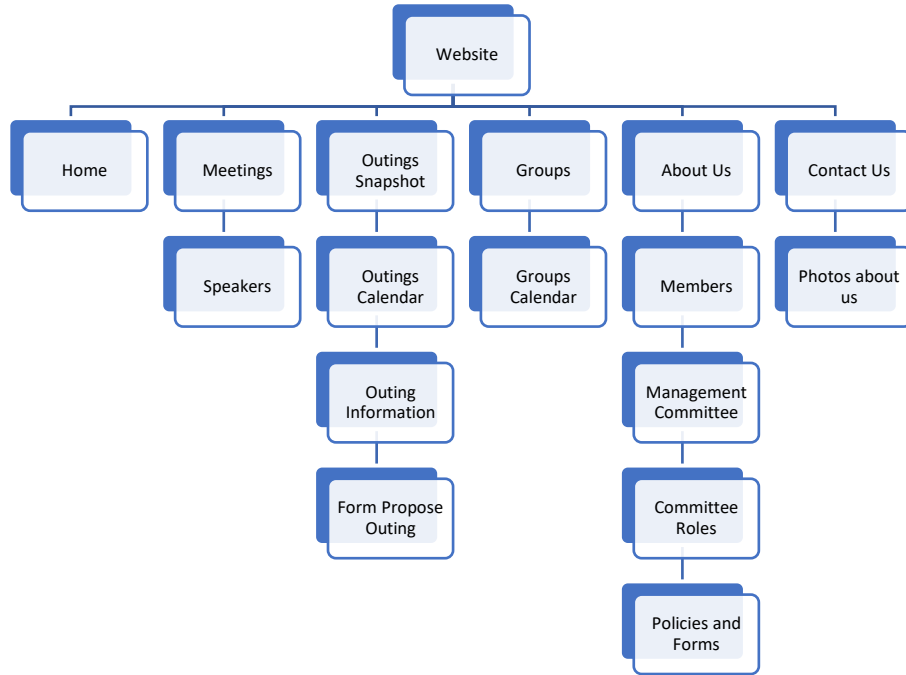 Website
Home
Meetings
Outings
Snapshot
Groups
About Us
Contact Us
Speakers
Outings
Calendar
Groups
Calendar
Members
Photos about
us
Outing
Information
Management
Committee
Form Propose
Outing
Committee
Roles
Policies and
Forms